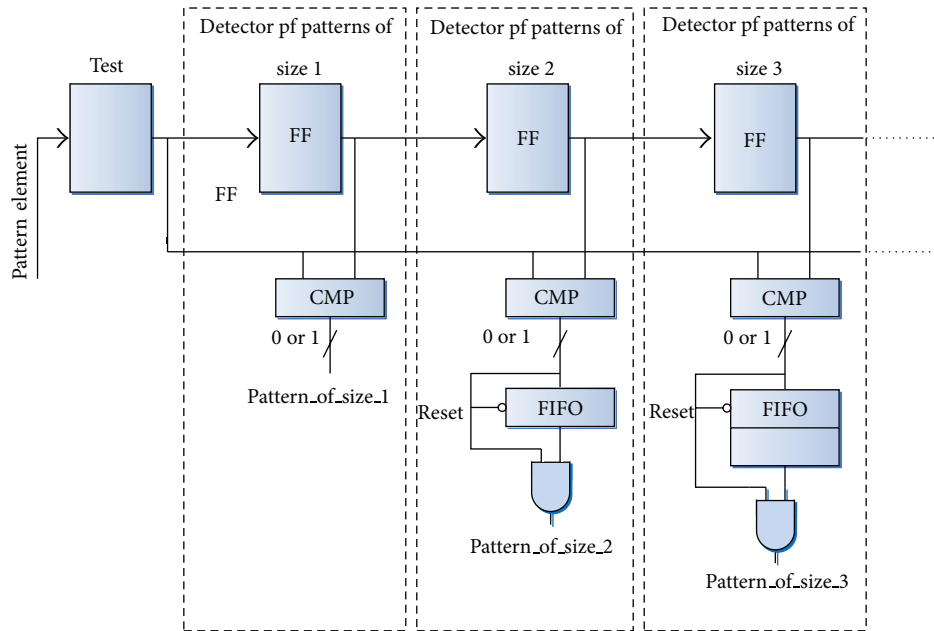 Detector pf patterns of
size 1
Detector pf patterns of
size 2
Detector pf patterns of
size 3
Test
Pattern element
FF
FF
FF
FF
CMP
CMP
CMP
0 or 1
0 or 1
0 or 1
Pattern_of_size_1
Reset
FIFO
Reset
FIFO
Pattern_of_size_2
Pattern_of_size_3